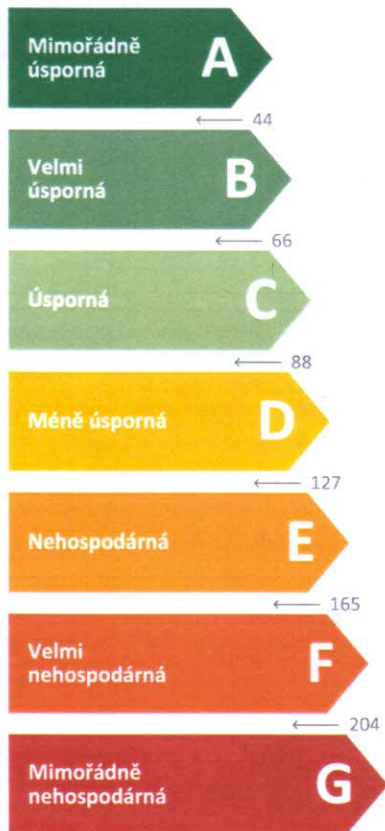 Mimořádně
úsporná A
← 44
Velmi
úsporná B
← 66
Úsporná C
← 88
Méně úsporná D
← 127
Nehospodárná E
← 165
Velmi
nehospodárná F
← 204
Mimořádně
nehospodárná G